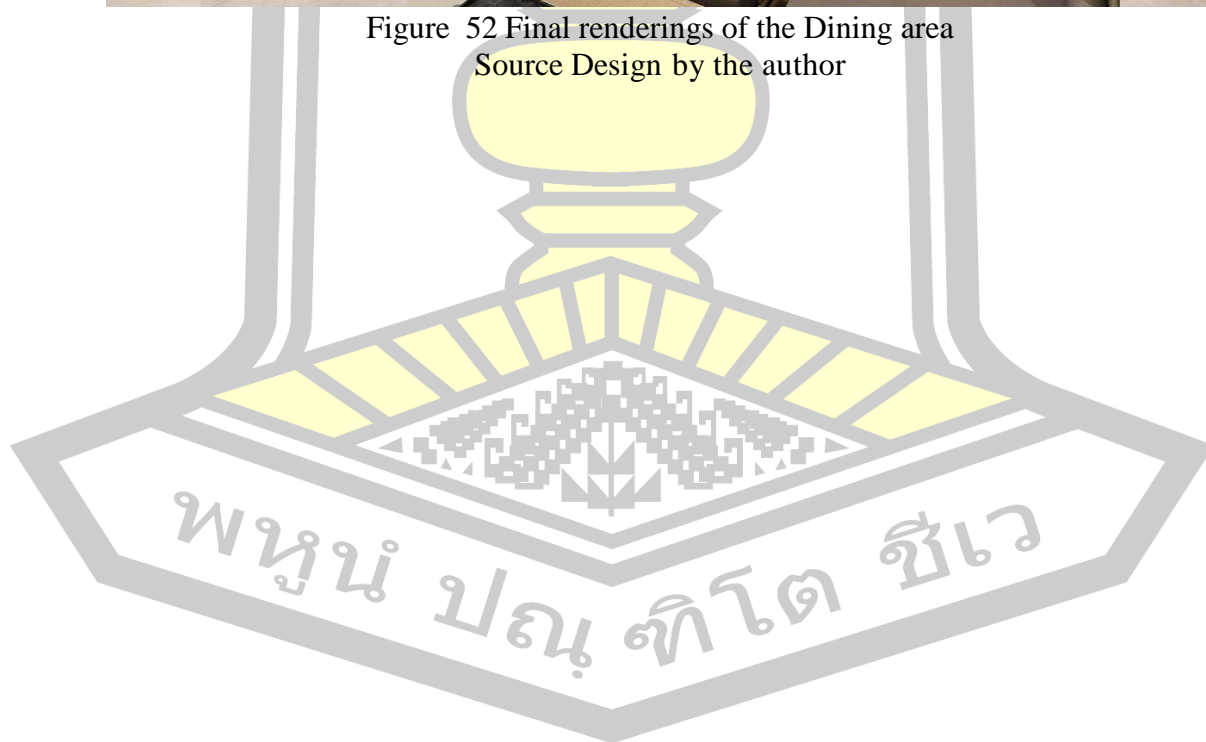 Figure  52 Final renderings of the Dining area
Source Design by the author
พหูนํ ปณฺฑิโต ชีเว